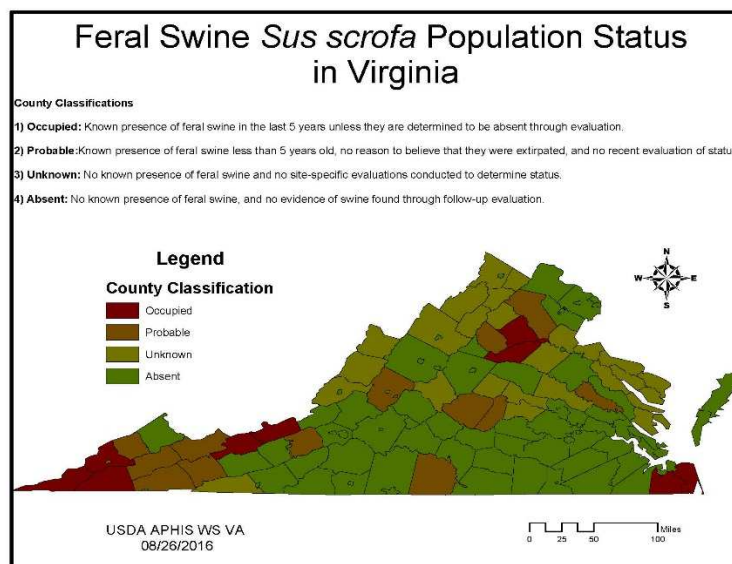 Feral Swine Sus scrofa Population Status
in Virginia
County Classifications
1) Occupied: Known presence of feral swine in the last 5 years unless they are determined to be absent through evaluation.
2) Probable:Known presence of feral swine less than 5 years old, no reason to believe that they were extirpated, and no recent evaluation of statu
3) Unknown: No known presence of feral swine and no site-specific evaluations conducted to determine status.
4) Absent: No known presence of feral swine, and no evidence of swine found through follow-up evaluation.
Legend
County Classification
Occupied
Probable
Unknown
Absent
N
W E
S
USDA APHIS WS VA
08/26/2016
Miles
0 25 50 100